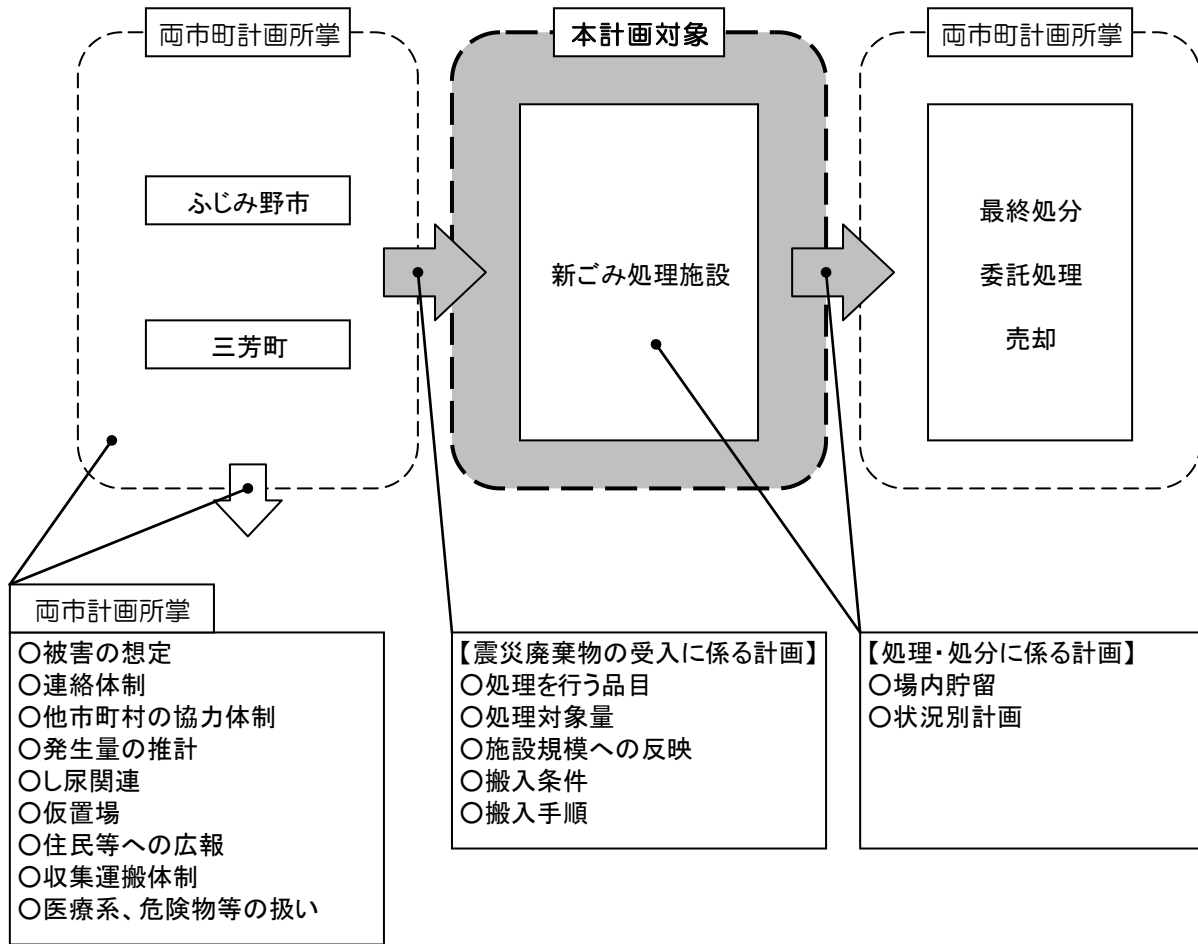 両市町計画所掌
本計画対象
両市町計画所掌
ふじみ野市
三芳町
新ごみ処理施設
最終処分
委託処理
売却
両市計画所掌
○被害の想定
○連絡体制
○他市町村の協力体制
○発生量の推計
○し尿関連
○仮置場
○住民等への広報
○収集運搬体制
○医療系、危険物等の扱い
【震災廃棄物の受入に係る計画】
○処理を行う品目
○処理対象量
○施設規模への反映
○搬入条件
○搬入手順
【処理・処分に係る計画】
○場内貯留
○状況別計画